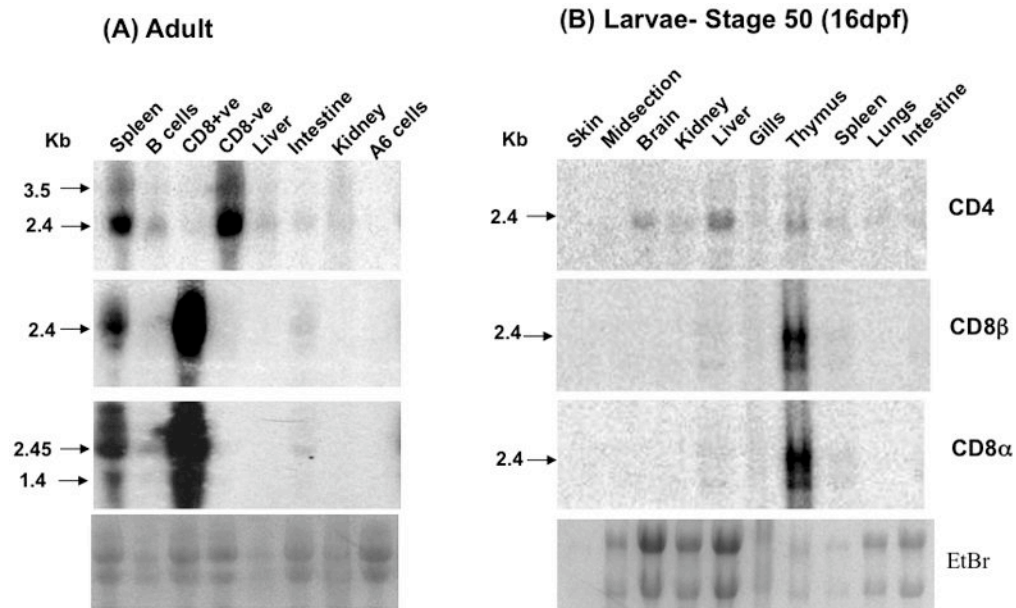 (A) Adult
(B) Larvae- Stage 50 (16dpf)
Kb
Spleen
B cells
CD8+ve
CD8-ve
Liver
Intestine
Kidney
A6 cells
3.5
2.4
2.4
2.45
1.4
Kb
Skin
Midsection
Brain
Kidney
Liver
Gills
Thymus
Spleen
Lungs
Intestine
2.4
CD4
2.4
CD8β
2.4
CD8α
EtBr